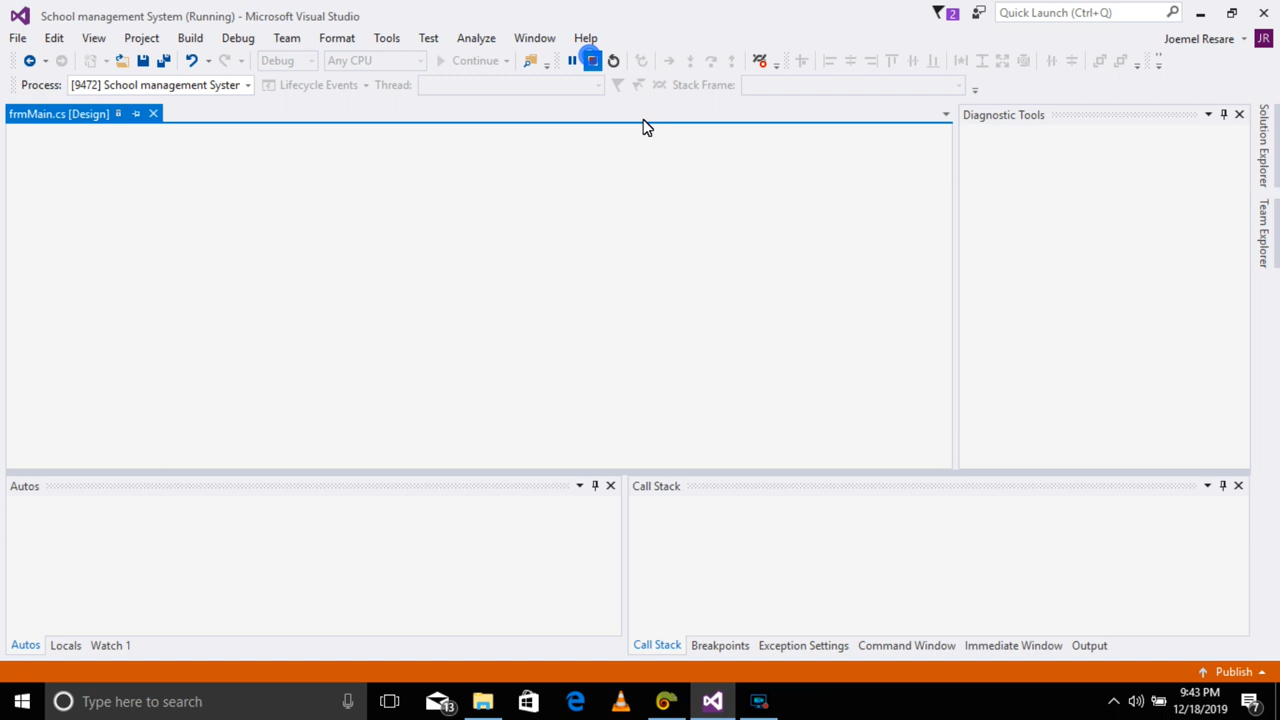 School management System (Running) - Microsoft Visual Studio
2
Quick Launch (Ctrl+Q)
File Edit View Project Build Debug Team Format Tools Test Analyze Window Help
Joemel Resare
JR
Debug Any CPU Continue
Process: [9472] School management Syster Lifecycle Events Thread: Stack Frame:
frmMain.cs [Design]
Diagnostic Tools
Solution Explorer
Team Explorer
Autos
Call Stack
Autos Locals Watch 1
Call Stack Breakpoints Exception Settings Command Window Immediate Window Output
Publish
Type here to search
13
9:43 PM
12/18/2019
7